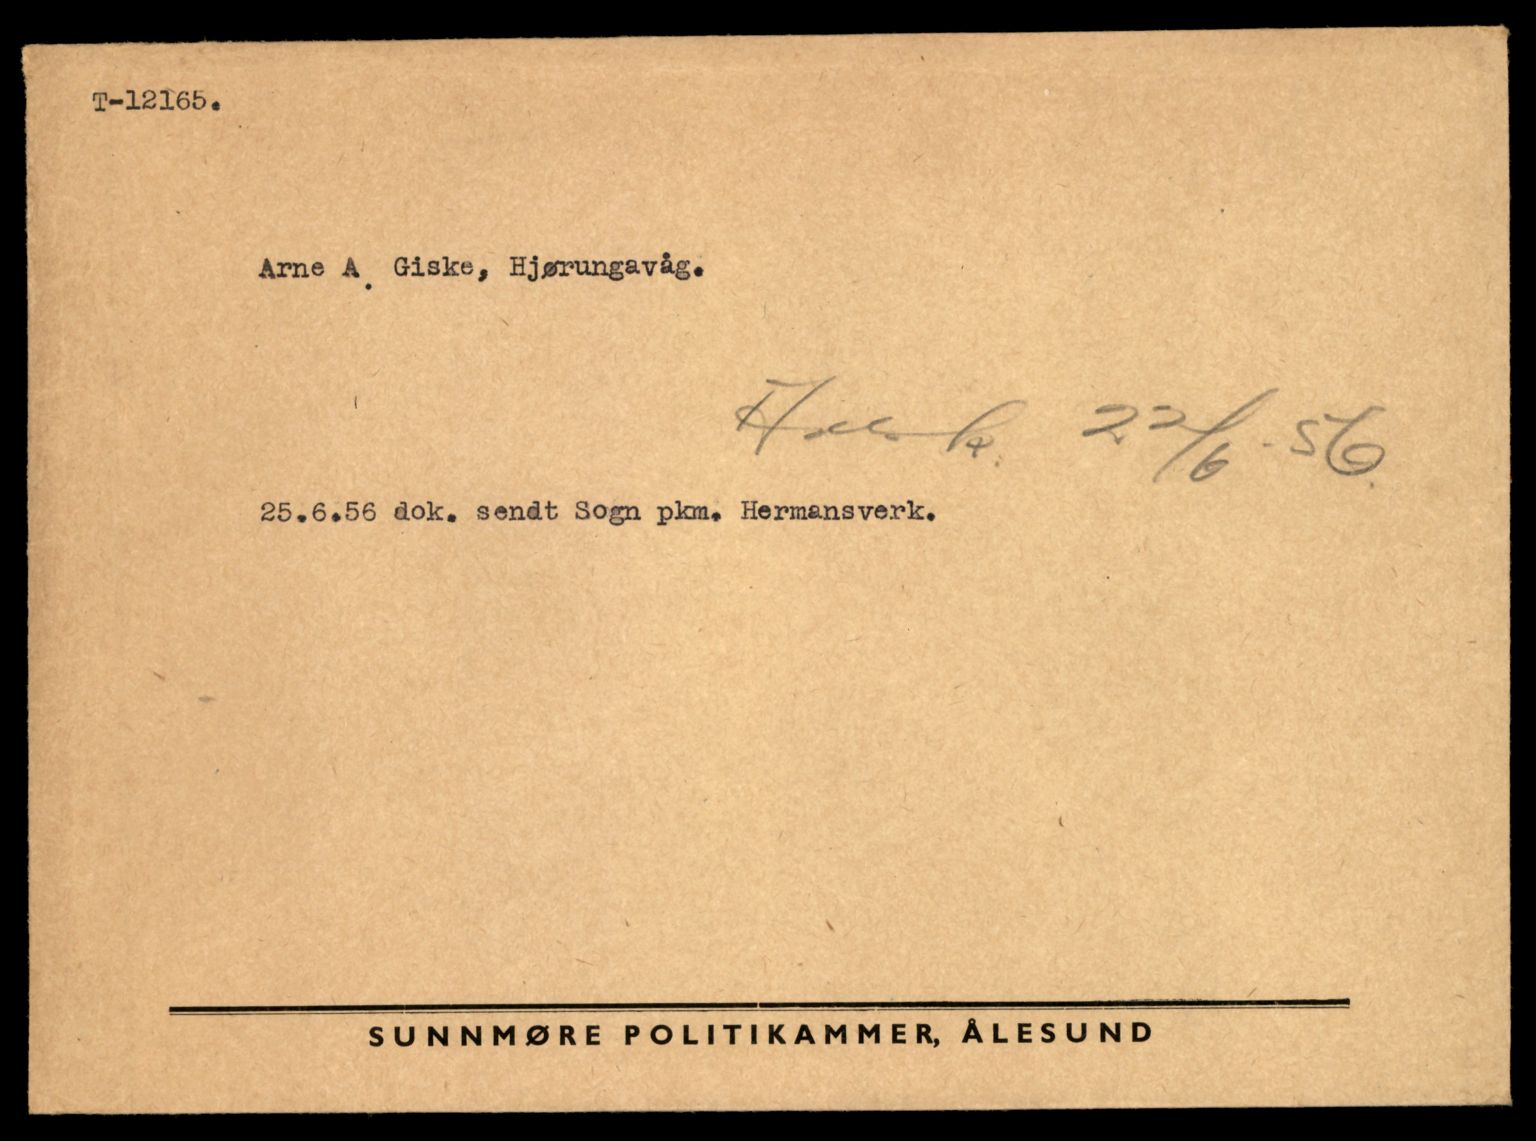 T-12165.
Arne A. Giske, Hjørungavåg.
22/6-56.
25.6.56 dok. sendt Sogn pkm. Hermansverk.
SUNNMØRE POLITIKAMMER, ÅLESUND